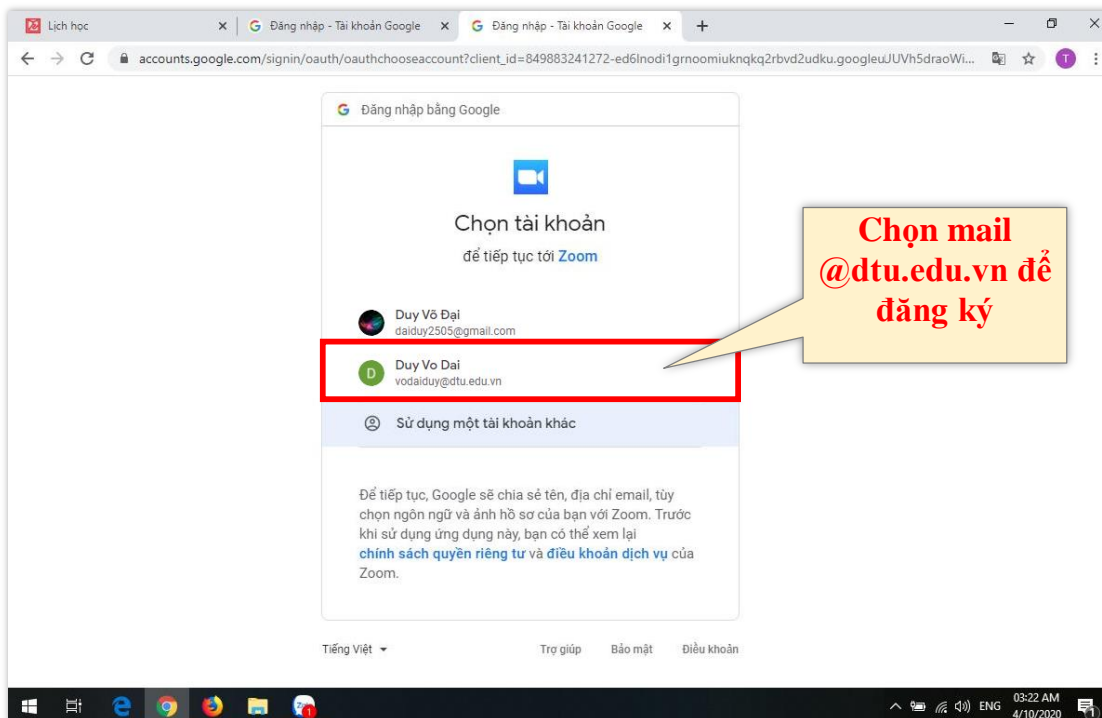 Lịch học
Đăng nhập - Tài khoản Google
Đăng nhập - Tài khoản Google
accounts.google.com/signin/oauth/oauthchooseaccount?client_id=849883241272-ed6lnodi1grnoomiuknqkq2rbvd2udku.googleuJUVh5draoWi...
T
Đăng nhập bằng Google
Chọn tài khoản
để tiếp tục tới Zoom
Duy Võ Đại
daiduy2505@gmail.com
D
Duy Vo Dai
vodaiduy@dtu.edu.vn
Sử dụng một tài khoản khác
Chọn mail
@dtu.edu.vn để
đăng ký
Để tiếp tục, Google sẽ chia sẻ tên, địa chỉ email, tùy
chọn ngôn ngữ và ảnh hồ sơ của bạn với Zoom. Trước
khi sử dụng ứng dụng này, bạn có thể xem lại
chính sách quyền riêng tư và điều khoản dịch vụ của
Zoom.
Tiếng Việt
Trợ giúp Bảo mật Điều khoản
Zalo
1
ENG
03:22 AM
4/10/2020
1